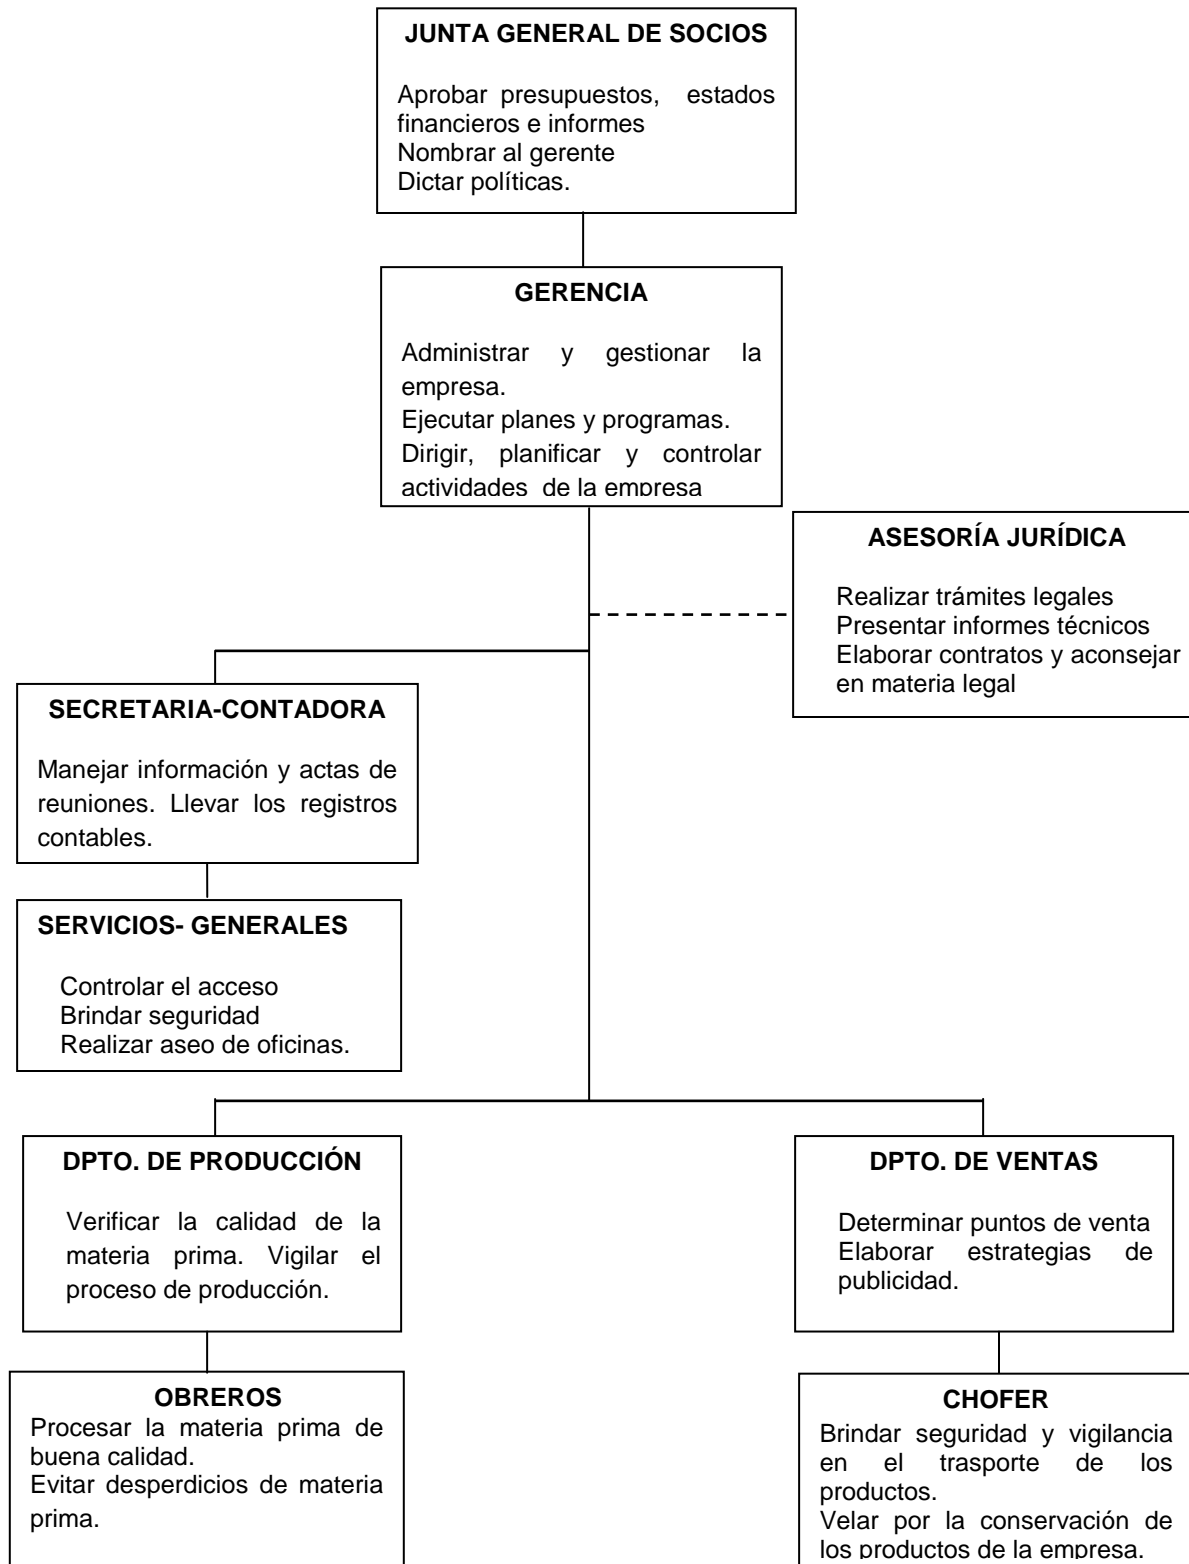 JUNTA GENERAL DE SOCIOS
Aprobar presupuestos, estados
financieros e informes
Nombrar al gerente
Dictar políticas.
GERENCIA
Administrar y gestionar la
empresa.
Ejecutar planes y programas.
Dirigir, planificar y controlar
actividades de la empresa
ASESORÍA JURÍDICA
Realizar trámites legales
Presentar informes técnicos
Elaborar contratos y aconsejar
en materia legal
SECRETARIA-CONTADORA
Manejar información y actas de
reuniones. Llevar los registros
contables.
SERVICIOS- GENERALES
Controlar el acceso
Brindar seguridad
Realizar aseo de oficinas.
DPTO. DE PRODUCCIÓN
Verificar la calidad de la
materia prima. Vigilar el
proceso de producción.
DPTO. DE VENTAS
Determinar puntos de venta
Elaborar estrategias de
publicidad.
OBREROS
Procesar la materia prima de
buena calidad.
Evitar desperdicios de materia
prima.
CHOFER
Brindar seguridad y vigilancia
en el trasporte de los
productos.
Velar por la conservación de
los productos de la empresa.